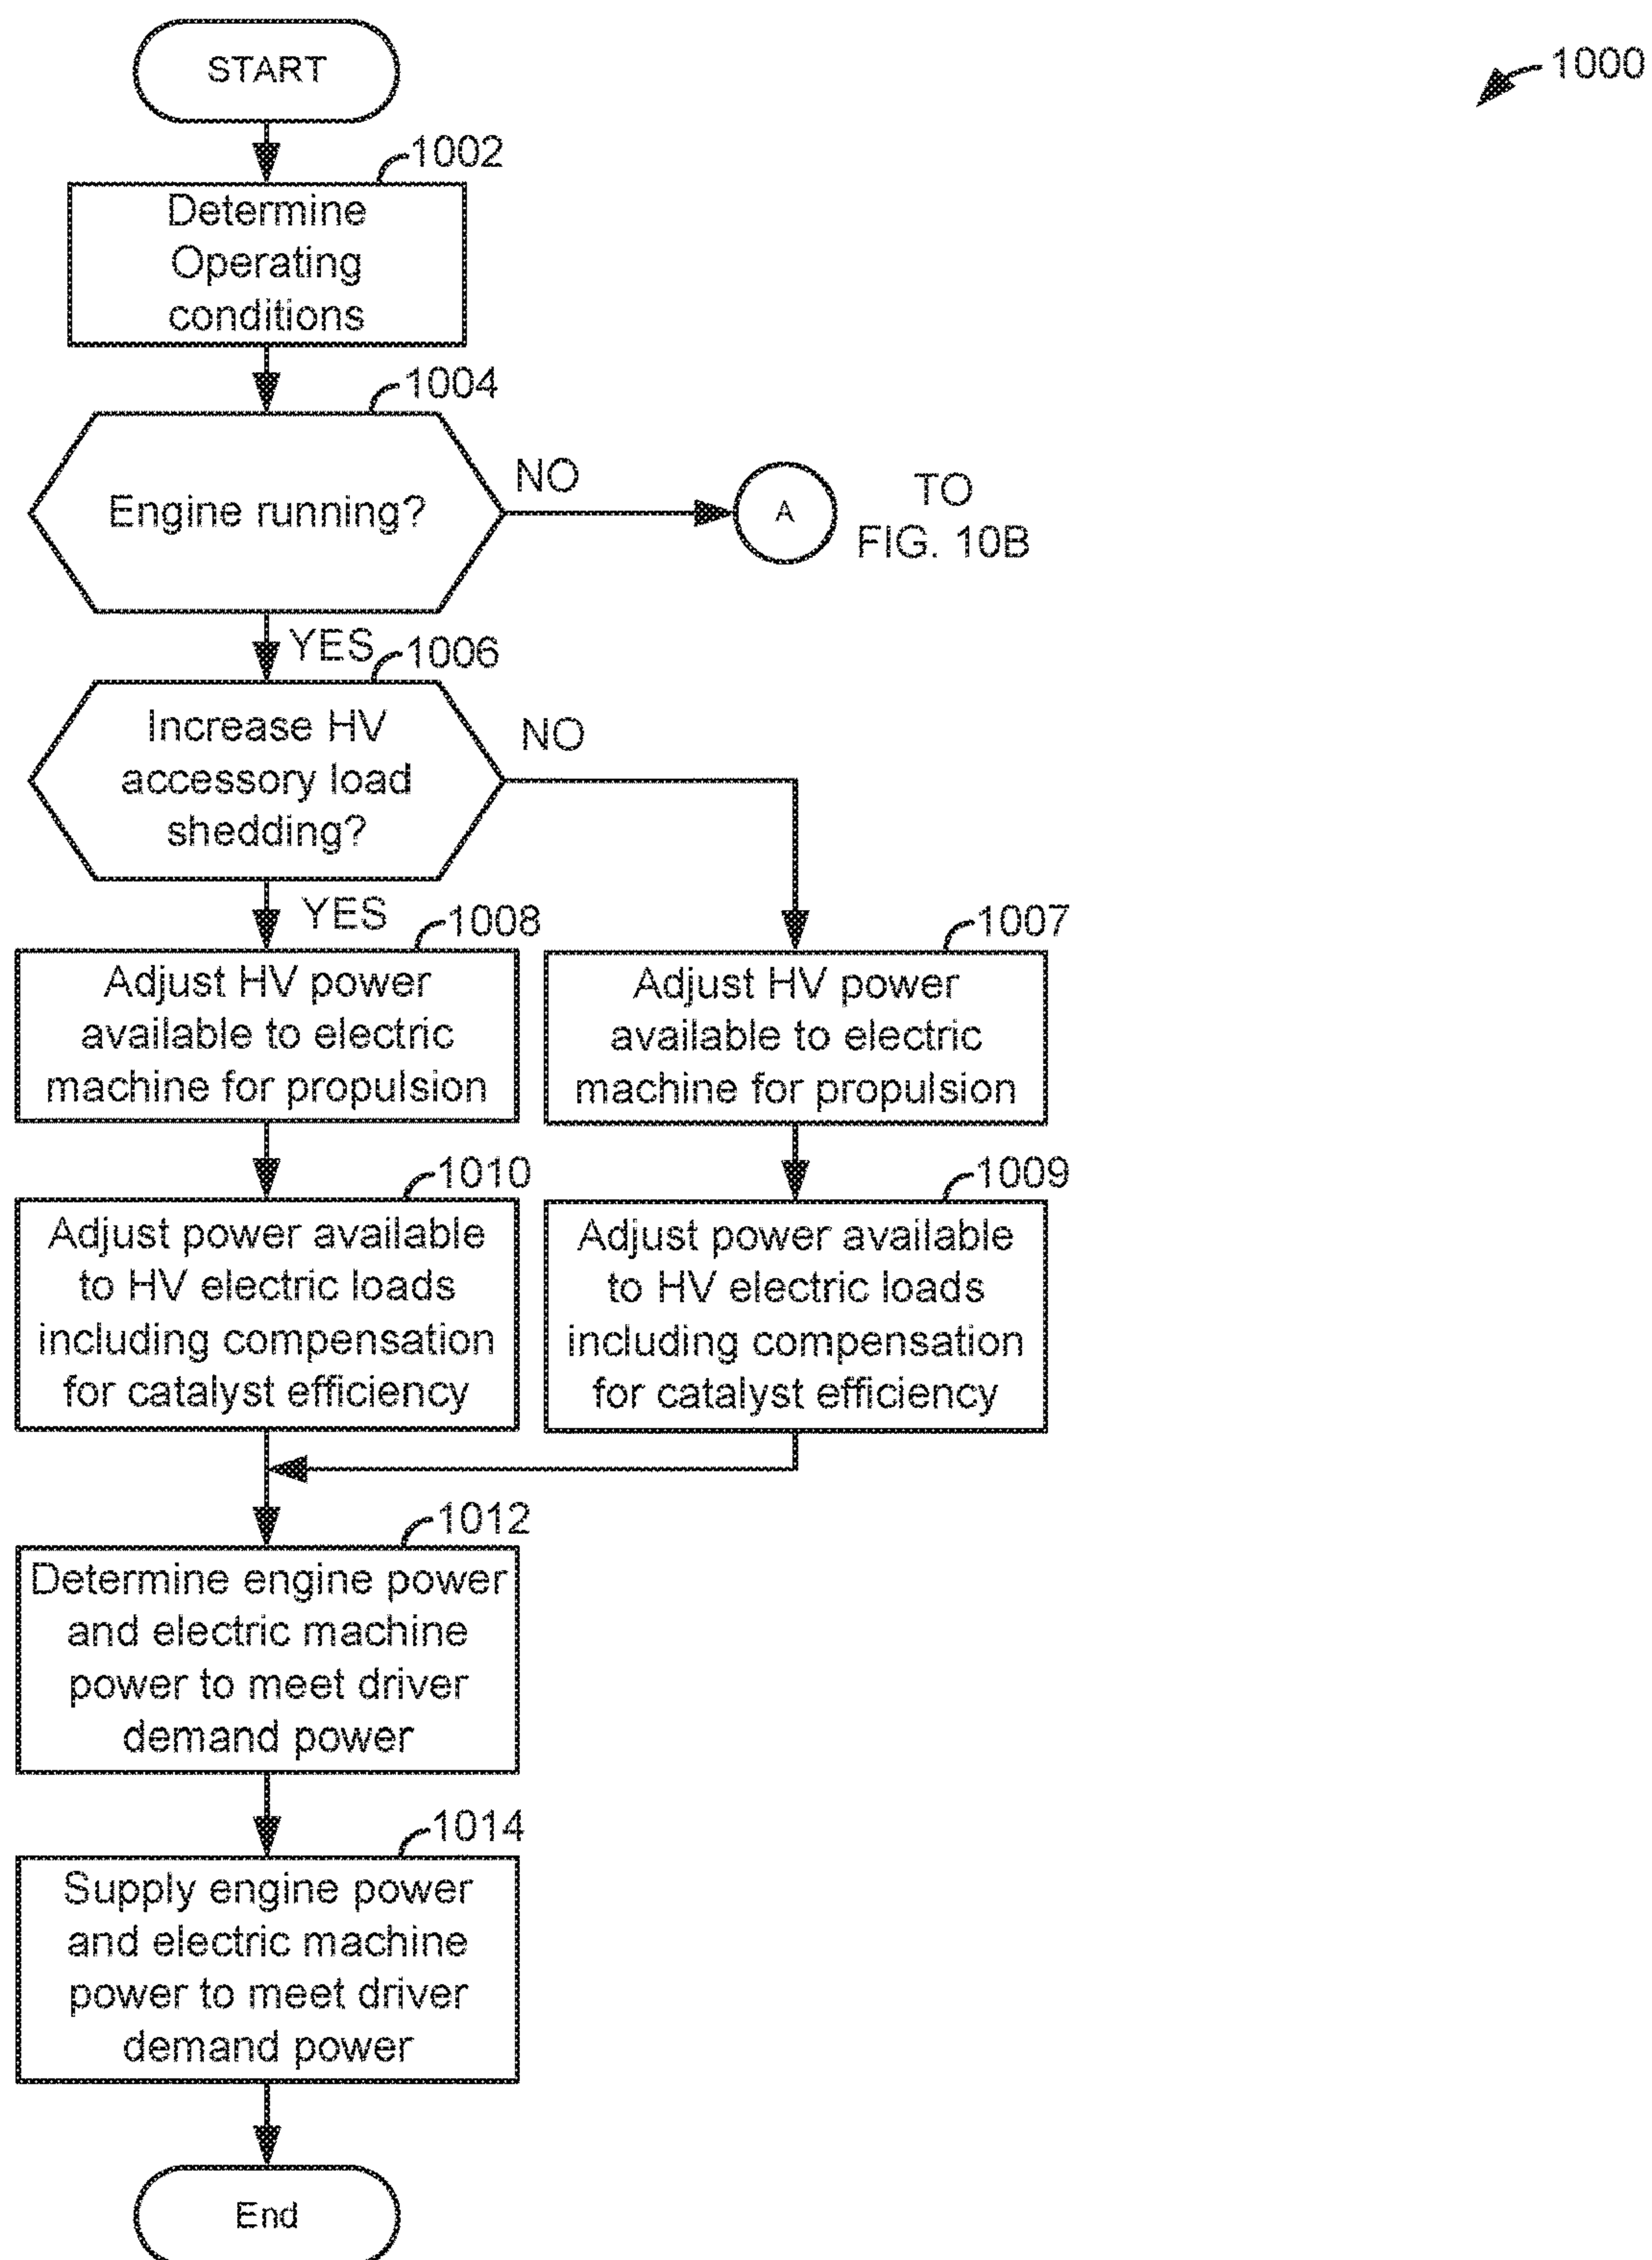 START
1000
1002
Determine
Operating
conditions
1004
Engine running?
NO
A
TO
FIG. 10B
YES
1006
Increase HV
accessory load
shedding?
NO
YES
1008
Adjust HV power
available to electric
machine for propulsion
1007
Adjust HV power
available to electric
machine for propulsion
1010
Adjust power available
to HV electric loads
including compensation
for catalyst efficiency
1009
Adjust power available
to HV electric loads
including compensation
for catalyst efficiency
1012
Determine engine power
and electric machine
power to meet driver
demand power
1014
Supply engine power
and electric machine
power to meet driver
demand power
End